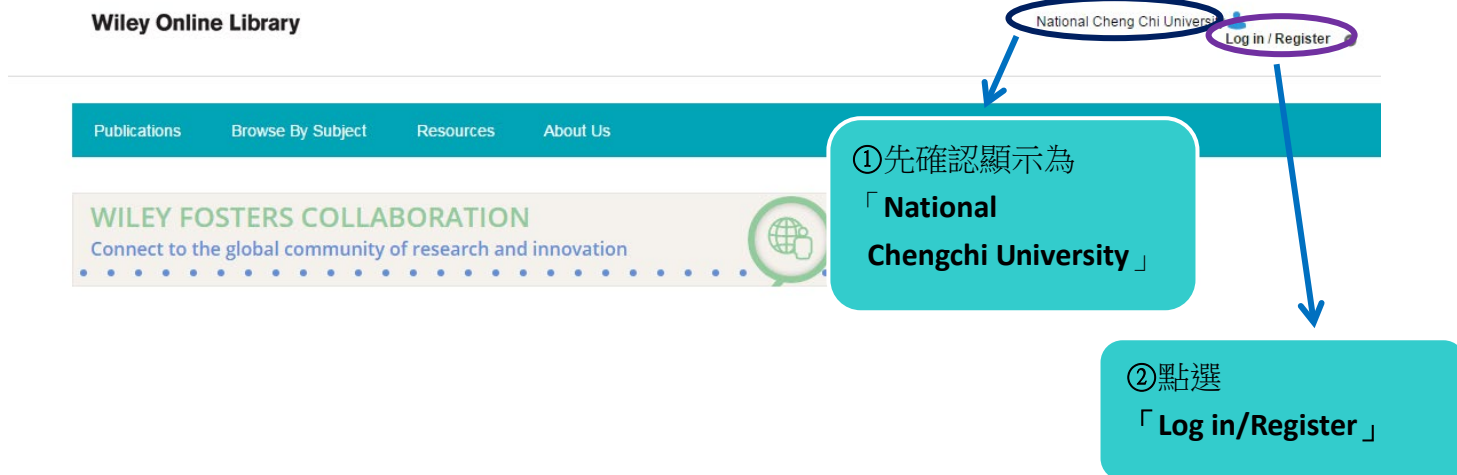 Wiley Online Library
National Cheng Chi Universi
Log in / Register
Publications Browse By Subject Resources About Us
WILEY FOSTERS COLLABORATION
Connect to the global community of research and innovation
①先確認顯示為
「National
Chengchi University」
②點選
「Log in/Register」